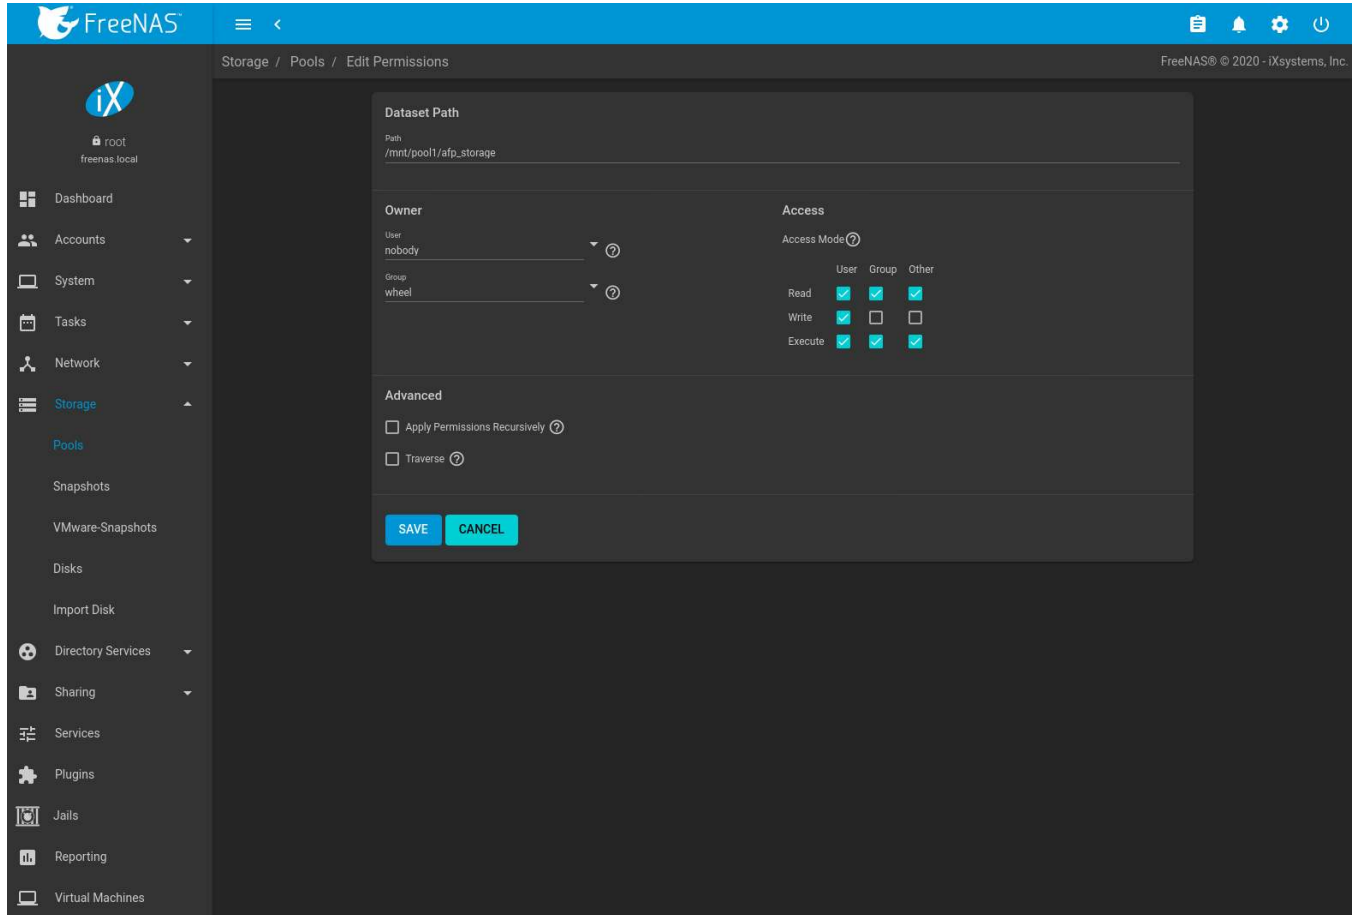 FreeNAS™
Storage / Pools / Edit Permissions
FreeNAS® © 2020 - iXsystems, Inc.
iX
root
freenas.local
Dashboard
Accounts
System
Tasks
Network
Storage
Pools
Snapshots
VMware-Snapshots
Disks
Import Disk
Directory Services
Sharing
Services
Plugins
Jails
Reporting
Virtual Machines
Dataset Path
Path
/mnt/pool1/afp_storage
Owner
User
nobody
Group
wheel
Access
Access Mode
User Group Other
Read
Write
Execute
Advanced
Apply Permissions Recursively
Traverse
SAVE CANCEL